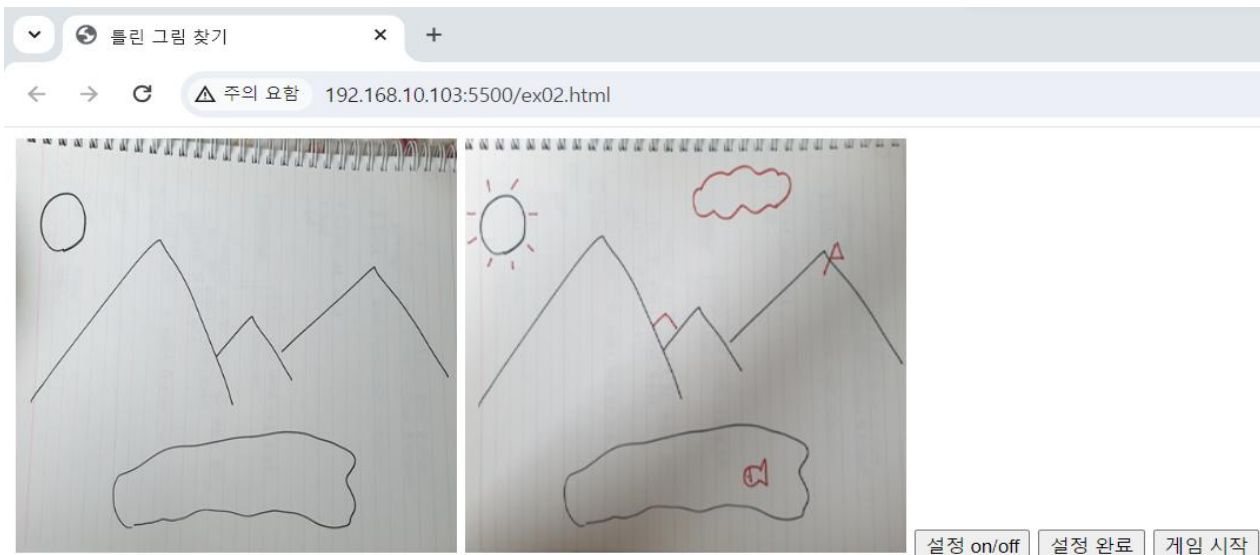 틀린 그림 찾기
주의 요함 192.168.10.103:5500/ex02.html
설정 on/off 설정 완료 게임 시작